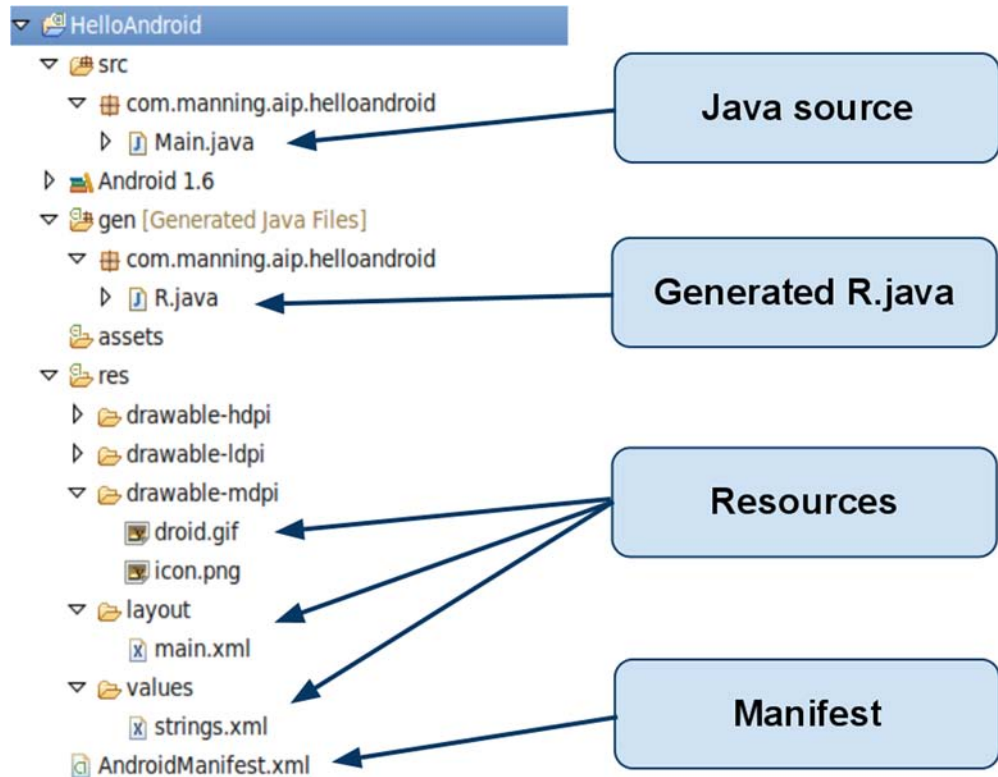 HelloAndroid
src
com.manning.aip.helloandroid
Main.java
Android 1.6
gen [Generated Java Files]
com.manning.aip.helloandroid
R.java
assets
res
drawable-hdpi
drawable-ldpi
drawable-mdpi
droid.gif
icon.png
layout
main.xml
values
strings.xml
AndroidManifest.xml
Java source
Generated R.java
Resources
Manifest